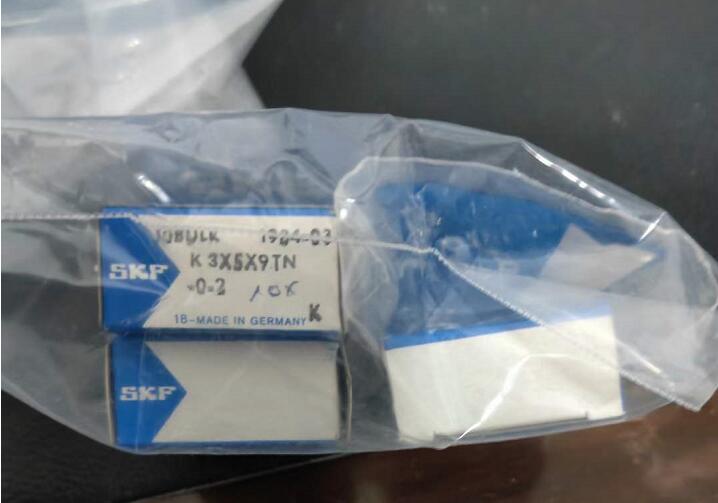 10BULK 1984-03
SKF
K 3X5X9TN
-0-2 10X
18-MADE IN GERMANY K
SKF